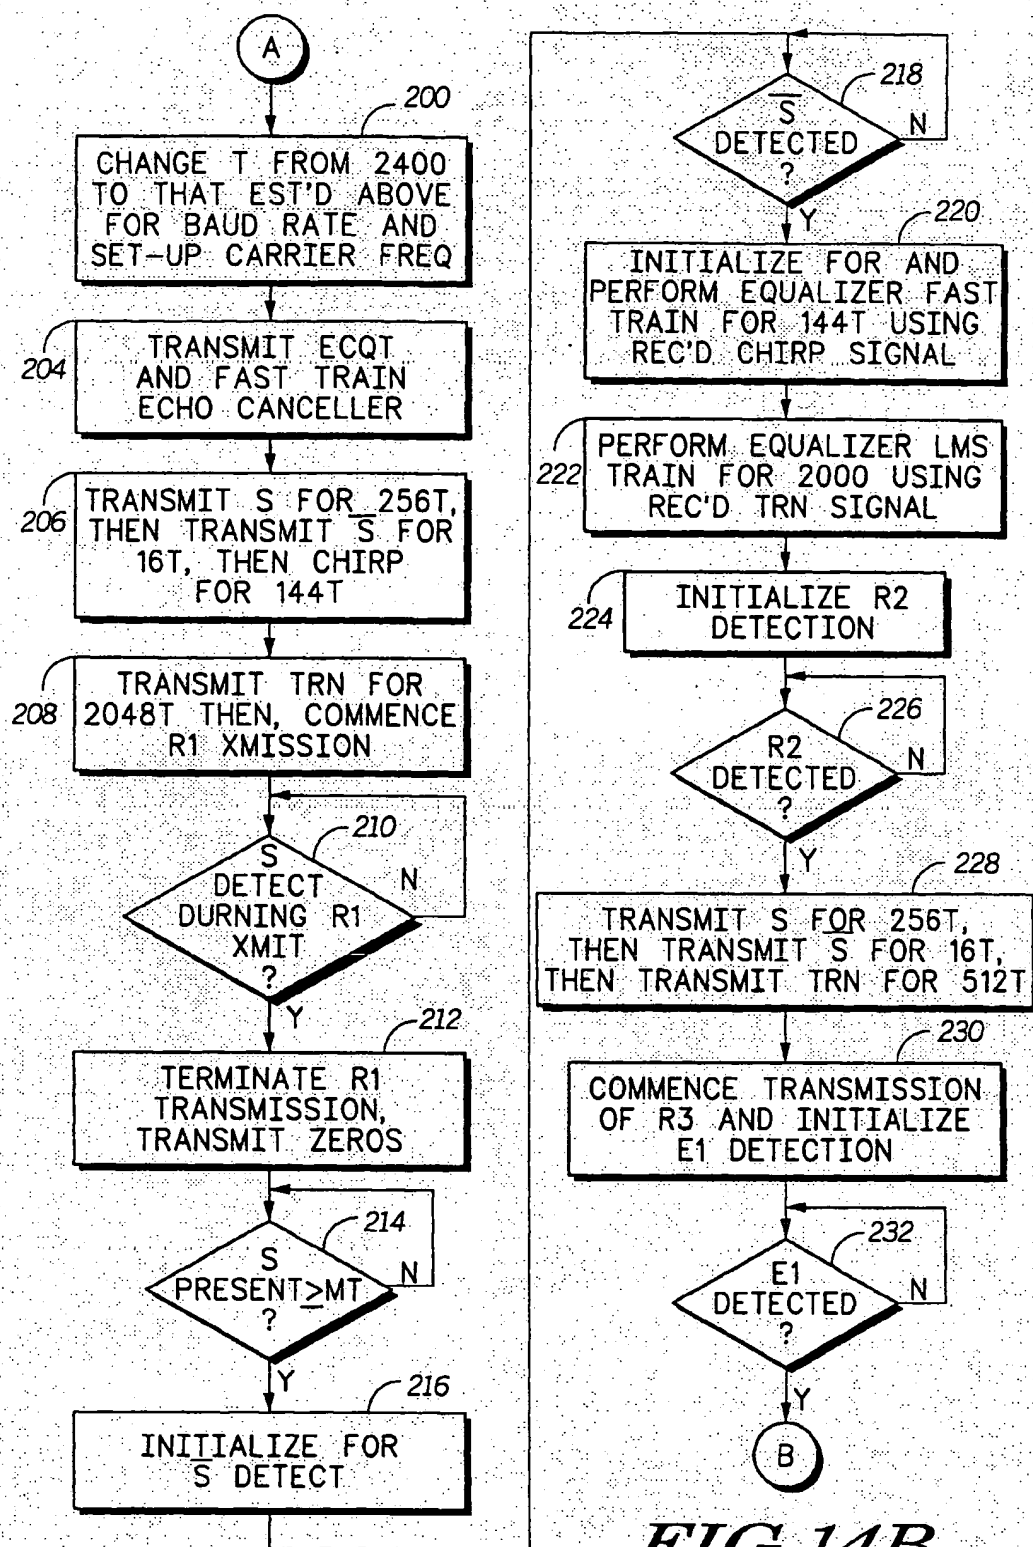 A
200
CHANGE T FROM 2400
TO THAT EST'D ABOVE
FOR BAUD RATE AND
SET-UP CARRIER FREQ
204
TRANSMIT ECQT
AND FAST TRAIN
ECHO CANCELLER
206
TRANSMIT S FOR 256T,
THEN TRANSMIT S̅ FOR
16T, THEN CHIRP
FOR 144T
208
TRANSMIT TRN FOR
2048T THEN, COMMENCE
R1 XMISSION
210
S
DETECT
DURNING R1
XMIT
?
N
Y
212
TERMINATE R1
TRANSMISSION,
TRANSMIT ZEROS
214
S
PRESENT≥MT
?
N
Y
216
INITIALIZE FOR
S̅ DETECT
218
S̅
DETECTED
?
N
Y
220
INITIALIZE FOR AND
PERFORM EQUALIZER FAST
TRAIN FOR 144T USING
REC'D CHIRP SIGNAL
222
PERFORM EQUALIZER LMS
TRAIN FOR 2000 USING
REC'D TRN SIGNAL
224
INITIALIZE R2
DETECTION
226
R2
DETECTED
?
N
Y
228
TRANSMIT S FOR 256T,
THEN TRANSMIT S̅ FOR 16T,
THEN TRANSMIT TRN FOR 512T
230
COMMENCE TRANSMISSION
OF R3 AND INITIALIZE
E1 DETECTION
232
E1
DETECTED
?
N
Y
B
FIG.14B